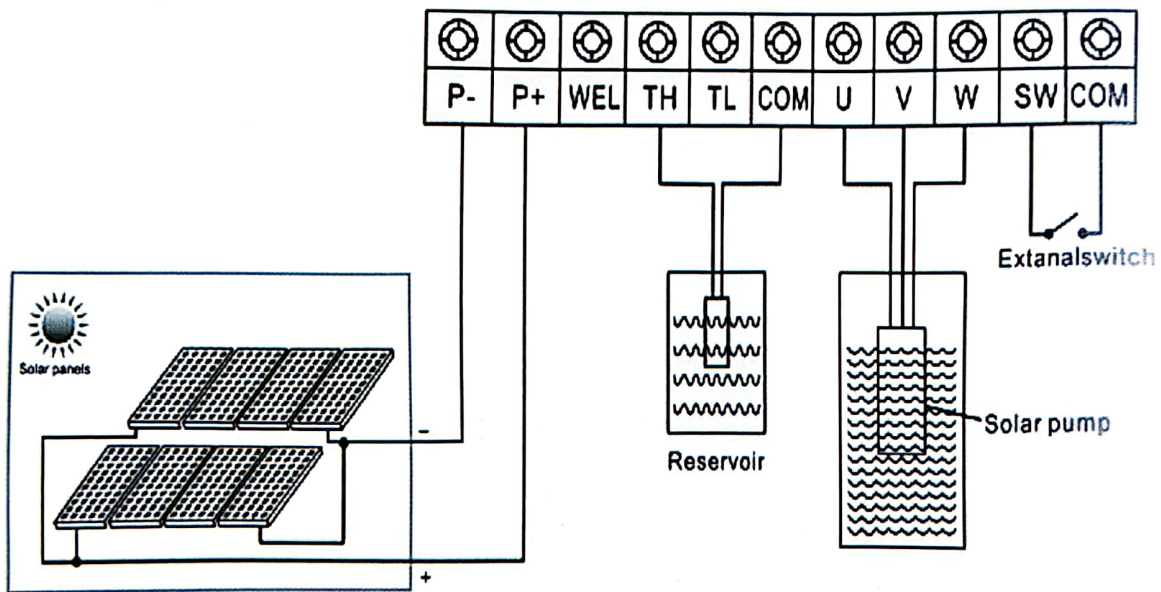 P- P+ WEL TH TL COM U V W SW COM
Extanalswitch
Solar panels
-
Solar pump
Reservoir
+